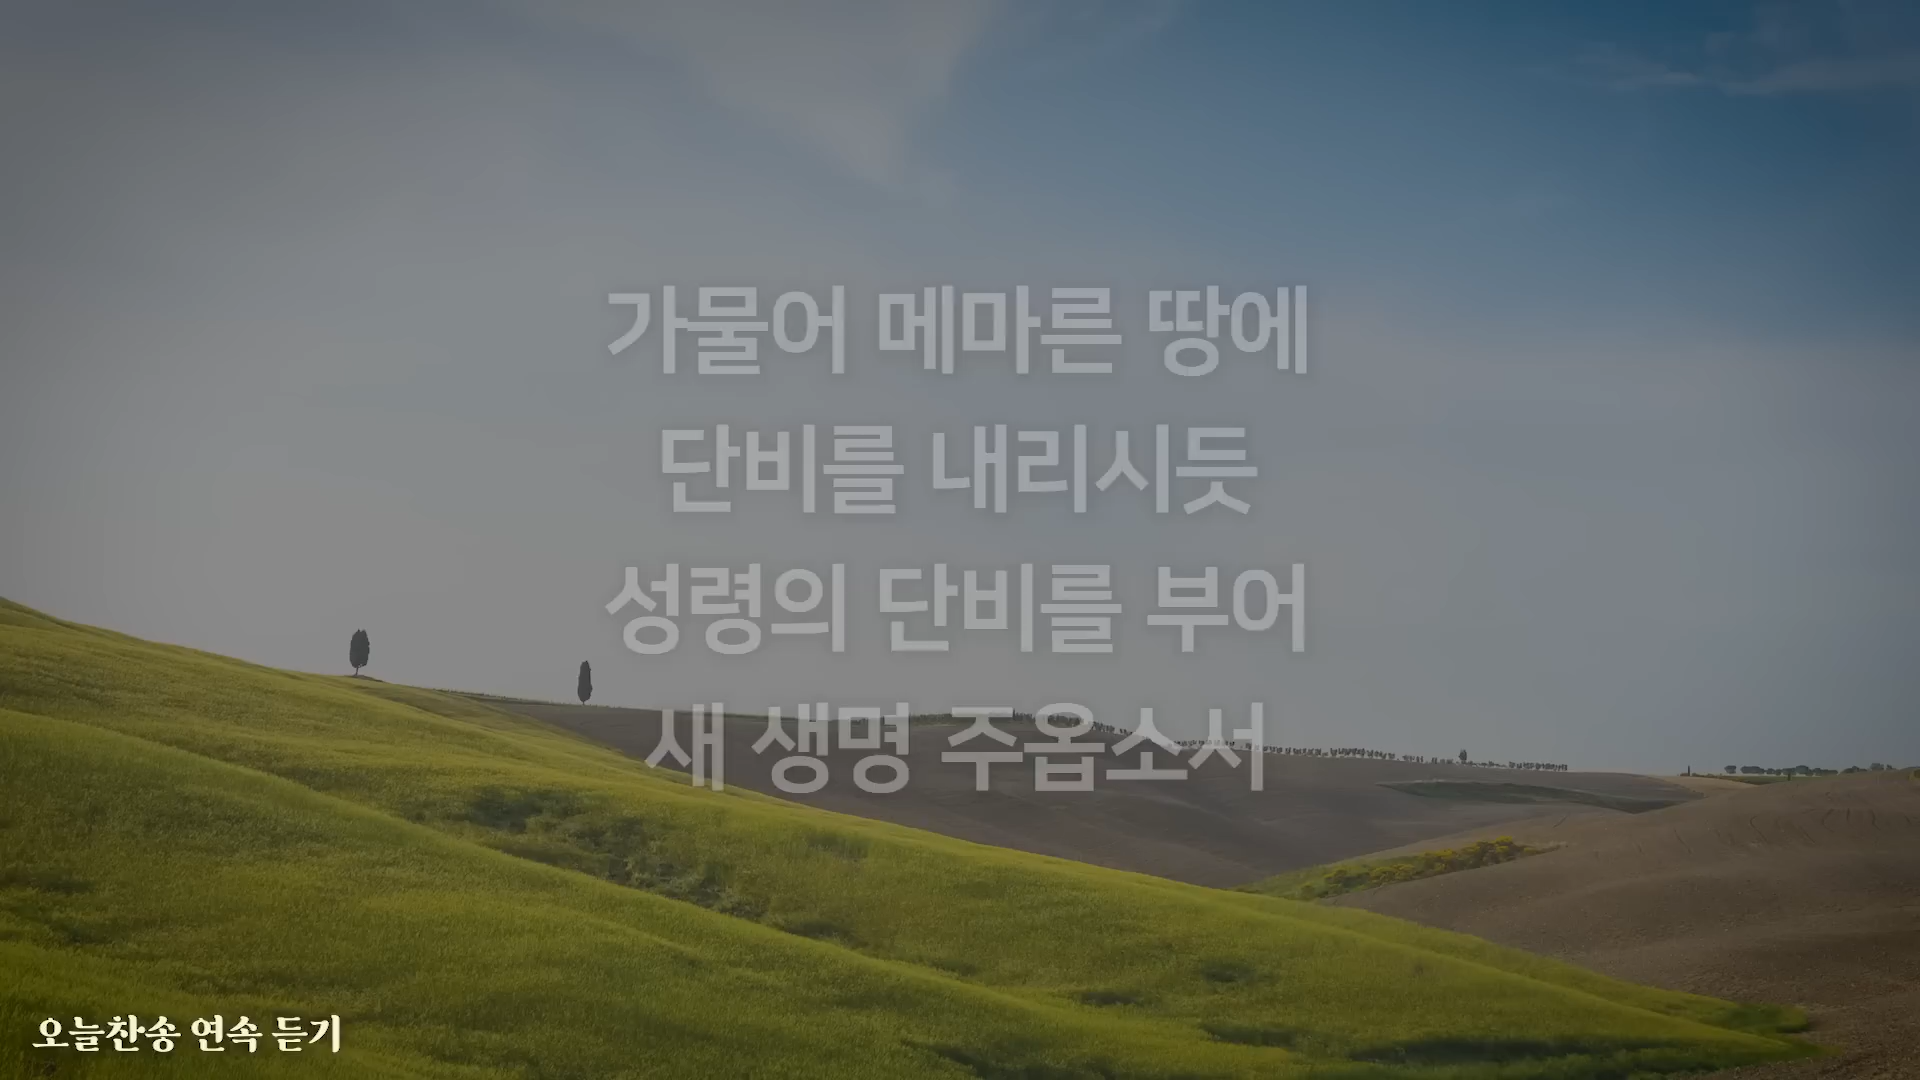 가물어 메마른 땅에
단비를 내리시듯
성령의 단비를 부어
새 생명 주옵소서
오늘찬송 연속 듣기